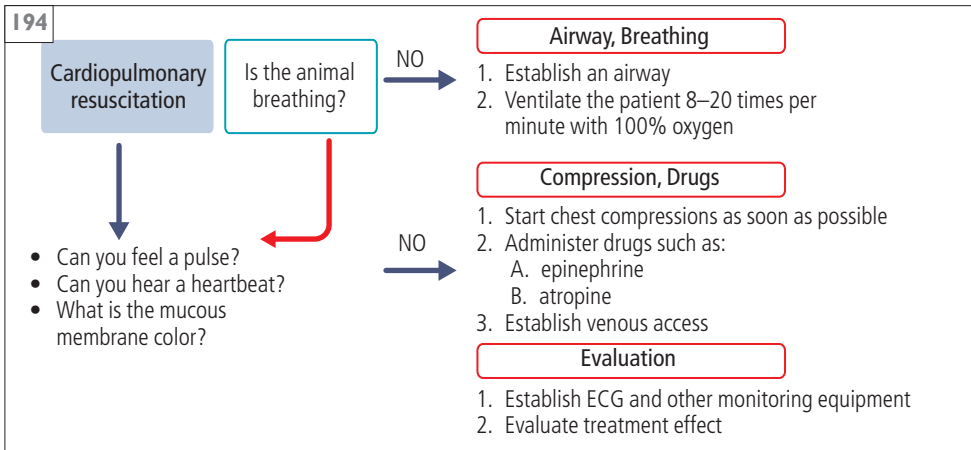 194
Cardiopulmonary
resuscitation
Is the animal
breathing?
NO
Airway, Breathing
1. Establish an airway
2. Ventilate the patient 8–20 times per
minute with 100% oxygen
• Can you feel a pulse?
• Can you hear a heartbeat?
• What is the mucous
membrane color?
NO
Compression, Drugs
1. Start chest compressions as soon as possible
2. Administer drugs such as:
A. epinephrine
B. atropine
3. Establish venous access
Evaluation
1. Establish ECG and other monitoring equipment
2. Evaluate treatment effect